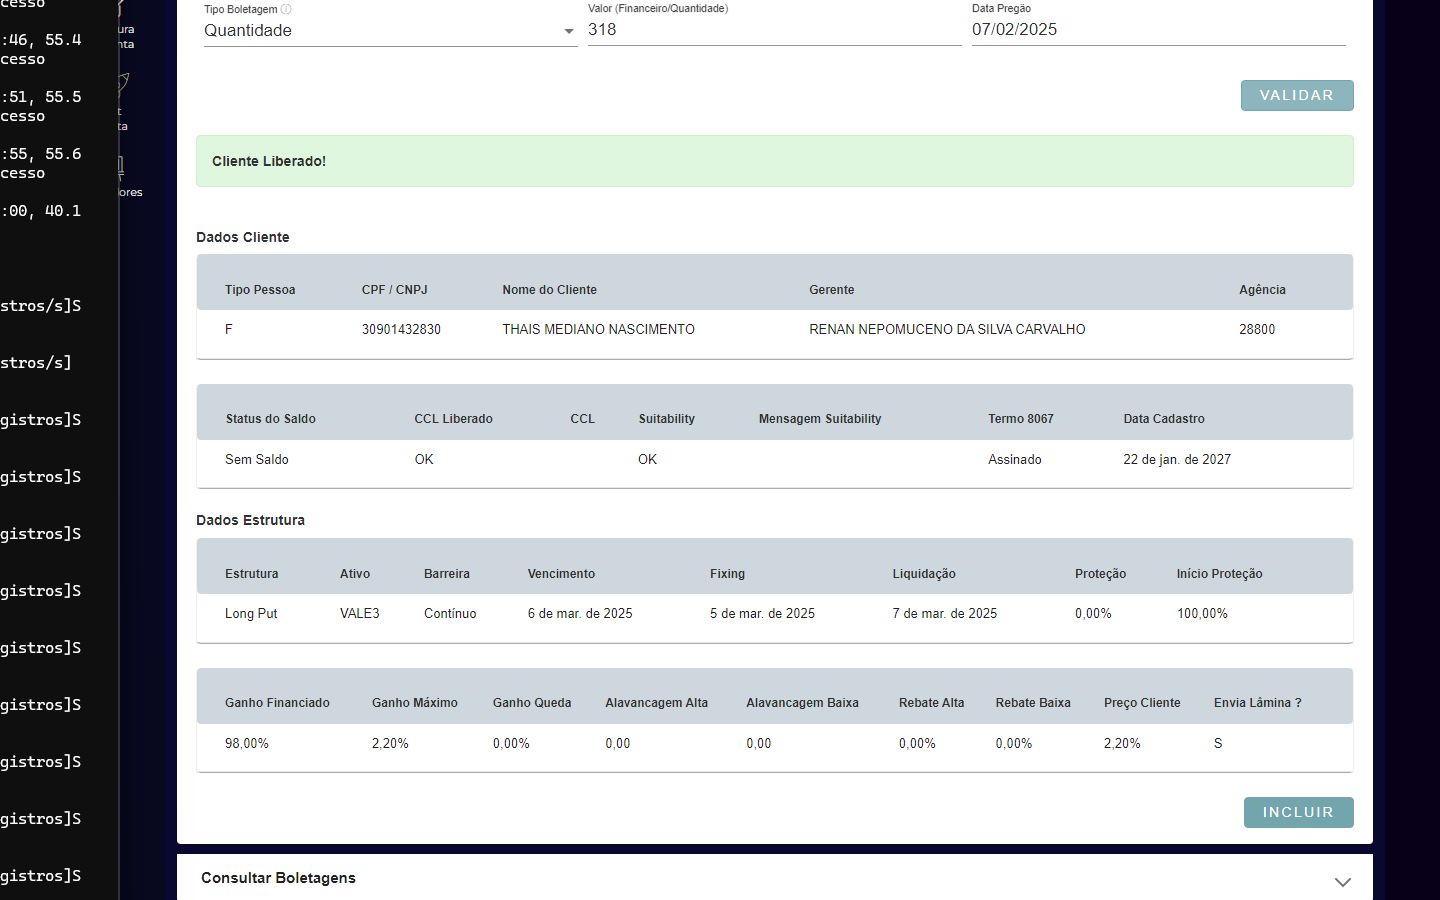 cesso
:46, 55.4
cesso
:51, 55.5
cesso
:55, 55.6
cesso
:00, 40.1
stros/s]S
stros/s]
gistros]S
gistros]S
gistros]S
gistros]S
gistros]S
gistros]S
gistros]S
gistros]S
gistros]S
ura
nta
t
ta
ores
Tipo Boletagem Valor (Financeiro/Quantidade) Data Pregão
Quantidade 318 07/02/2025
VALIDAR
Cliente Liberado!
Dados Cliente
Tipo Pessoa CPF / CNPJ Nome do Cliente Gerente Agência
F 30901432830 THAIS MEDIANO NASCIMENTO RENAN NEPOMUCENO DA SILVA CARVALHO 28800
Status do Saldo CCL Liberado CCL Suitability Mensagem Suitability Termo 8067 Data Cadastro
Sem Saldo OK OK Assinado 22 de jan. de 2027
Dados Estrutura
Estrutura Ativo Barreira Vencimento Fixing Liquidação Proteção Início Proteção
Long Put VALE3 Contínuo 6 de mar. de 2025 5 de mar. de 2025 7 de mar. de 2025 0,00% 100,00%
Ganho Financiado Ganho Máximo Ganho Queda Alavancagem Alta Alavancagem Baixa Rebate Alta Rebate Baixa Preço Cliente Envia Lâmina ?
98,00% 2,20% 0,00% 0,00 0,00 0,00% 0,00% 2,20% S
INCLUIR
Consultar Boletagens